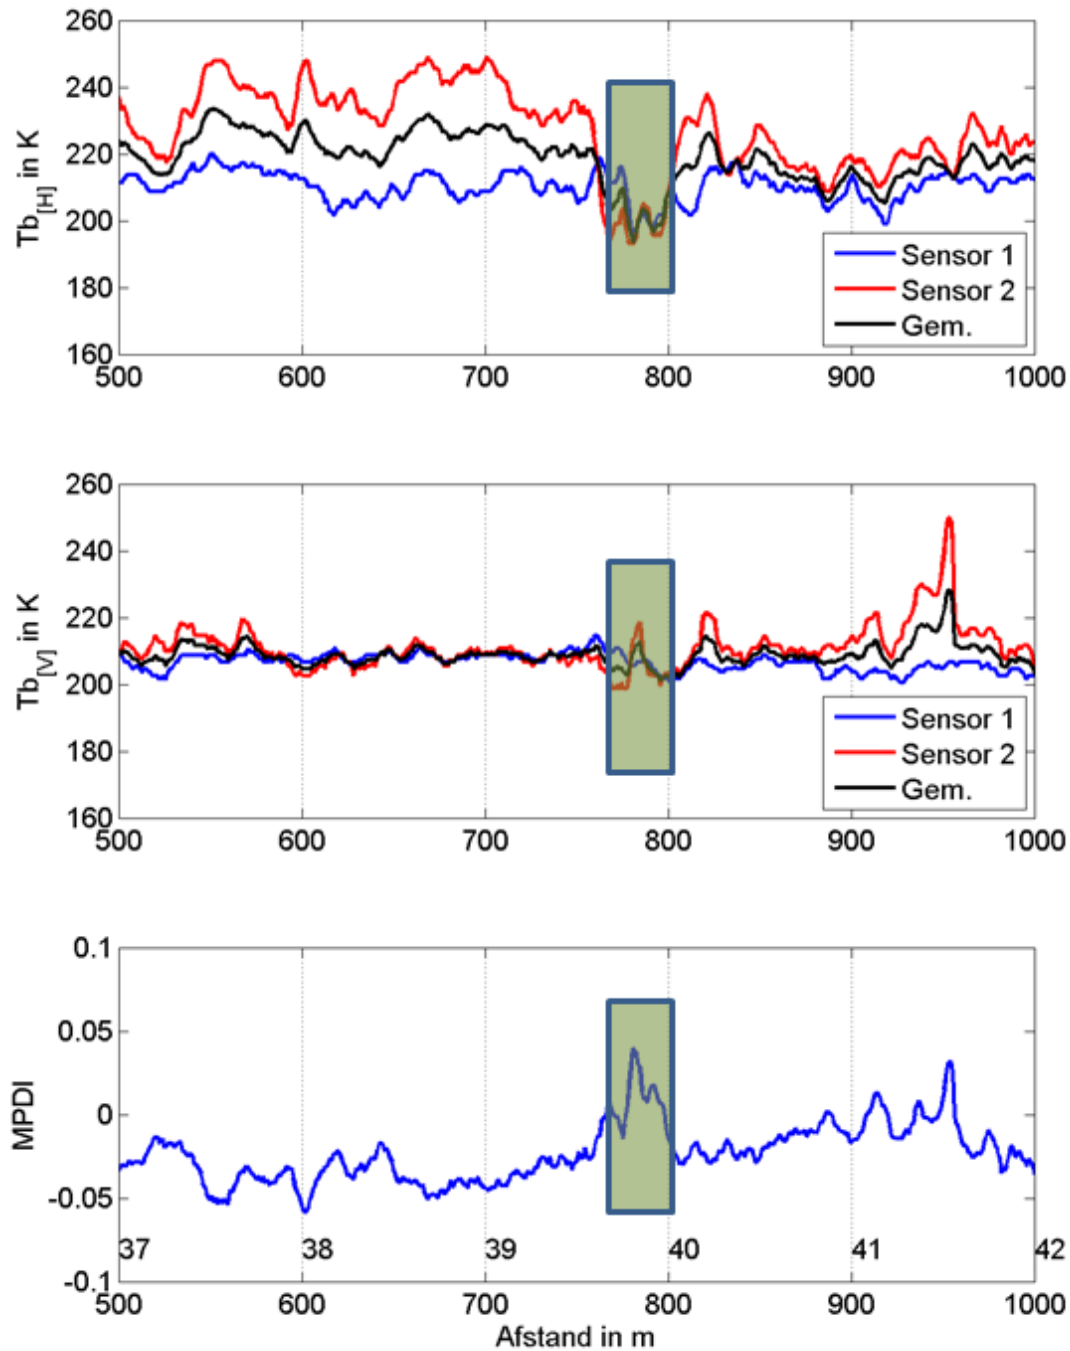 260
240
220
200
180
160
Tb[H] in K
Sensor 1
Sensor 2
Gem.
500 600 700 800 900 1000
260
240
220
200
180
160
Tb[V] in K
Sensor 1
Sensor 2
Gem.
500 600 700 800 900 1000
0.1
0.05
0
-0.05
-0.1
MPDI
37 38 39 40 41 42
500 600 700 800 900 1000
Afstand in m